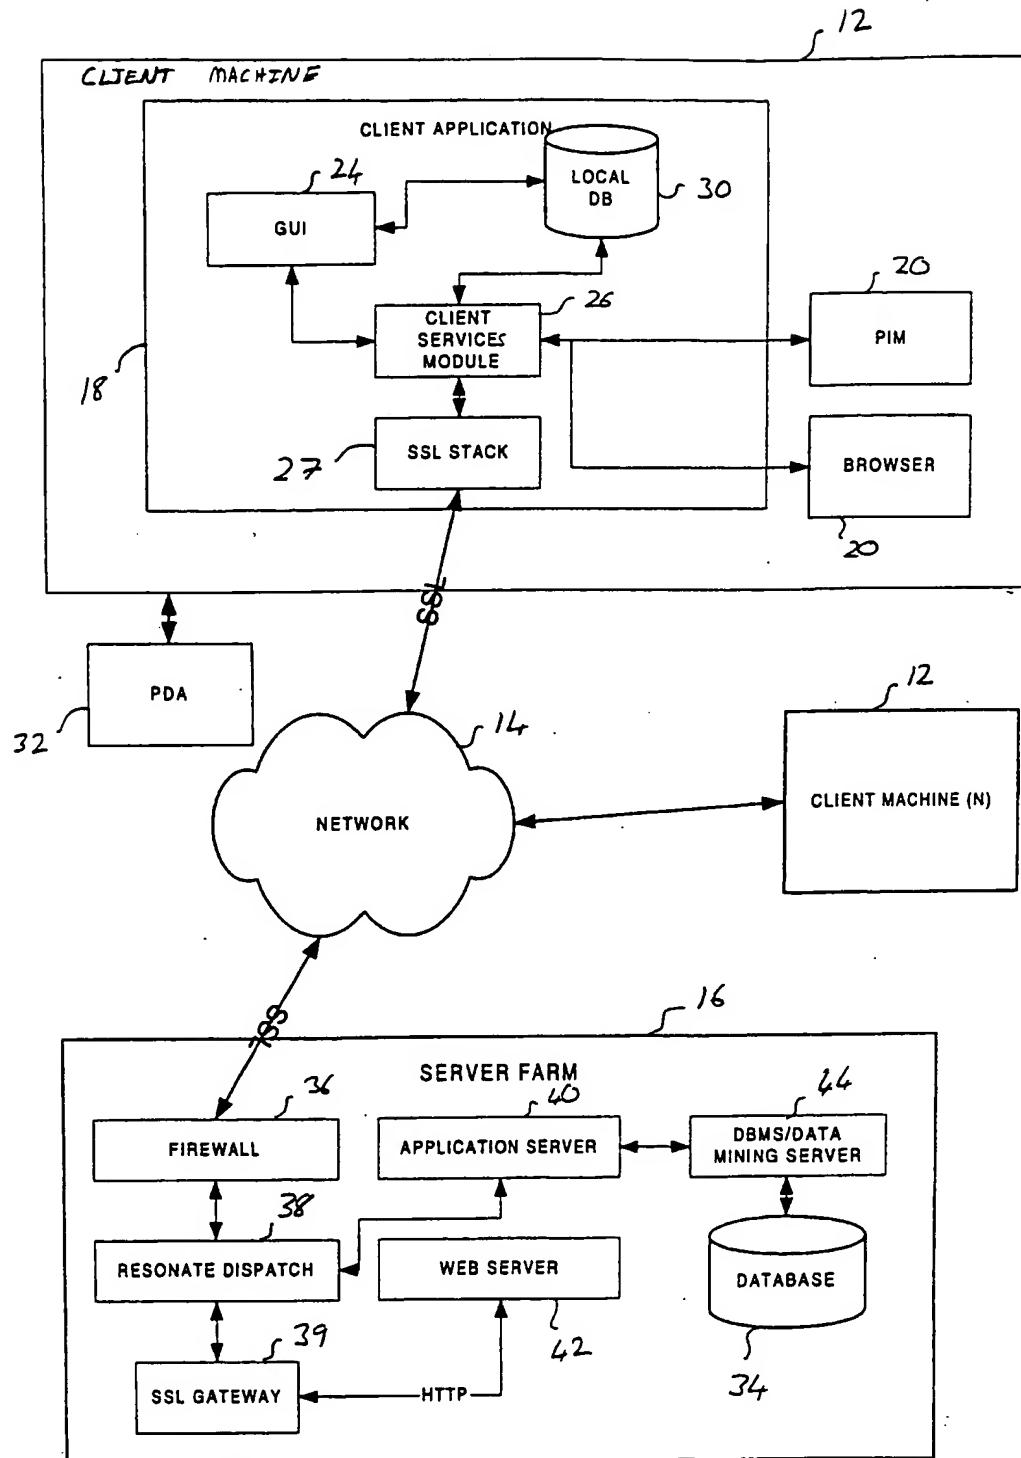 12
CLIENT MACHINE
CLIENT APPLICATION
24
LOCAL
DB
30
GUI
20
26
CLIENT
SERVICES
MODULE
PIM
18
SSL STACK
27
BROWSER
20
SSL
PDA
32
12
14
CLIENT MACHINE (N)
NETWORK
SSL
16
SERVER FARM
36
40
44
FIREWALL
APPLICATION SERVER
DBMS/DATA
MINING SERVER
38
RESONATE DISPATCH
WEB SERVER
DATABASE
39
42
34
SSL GATEWAY
HTTP